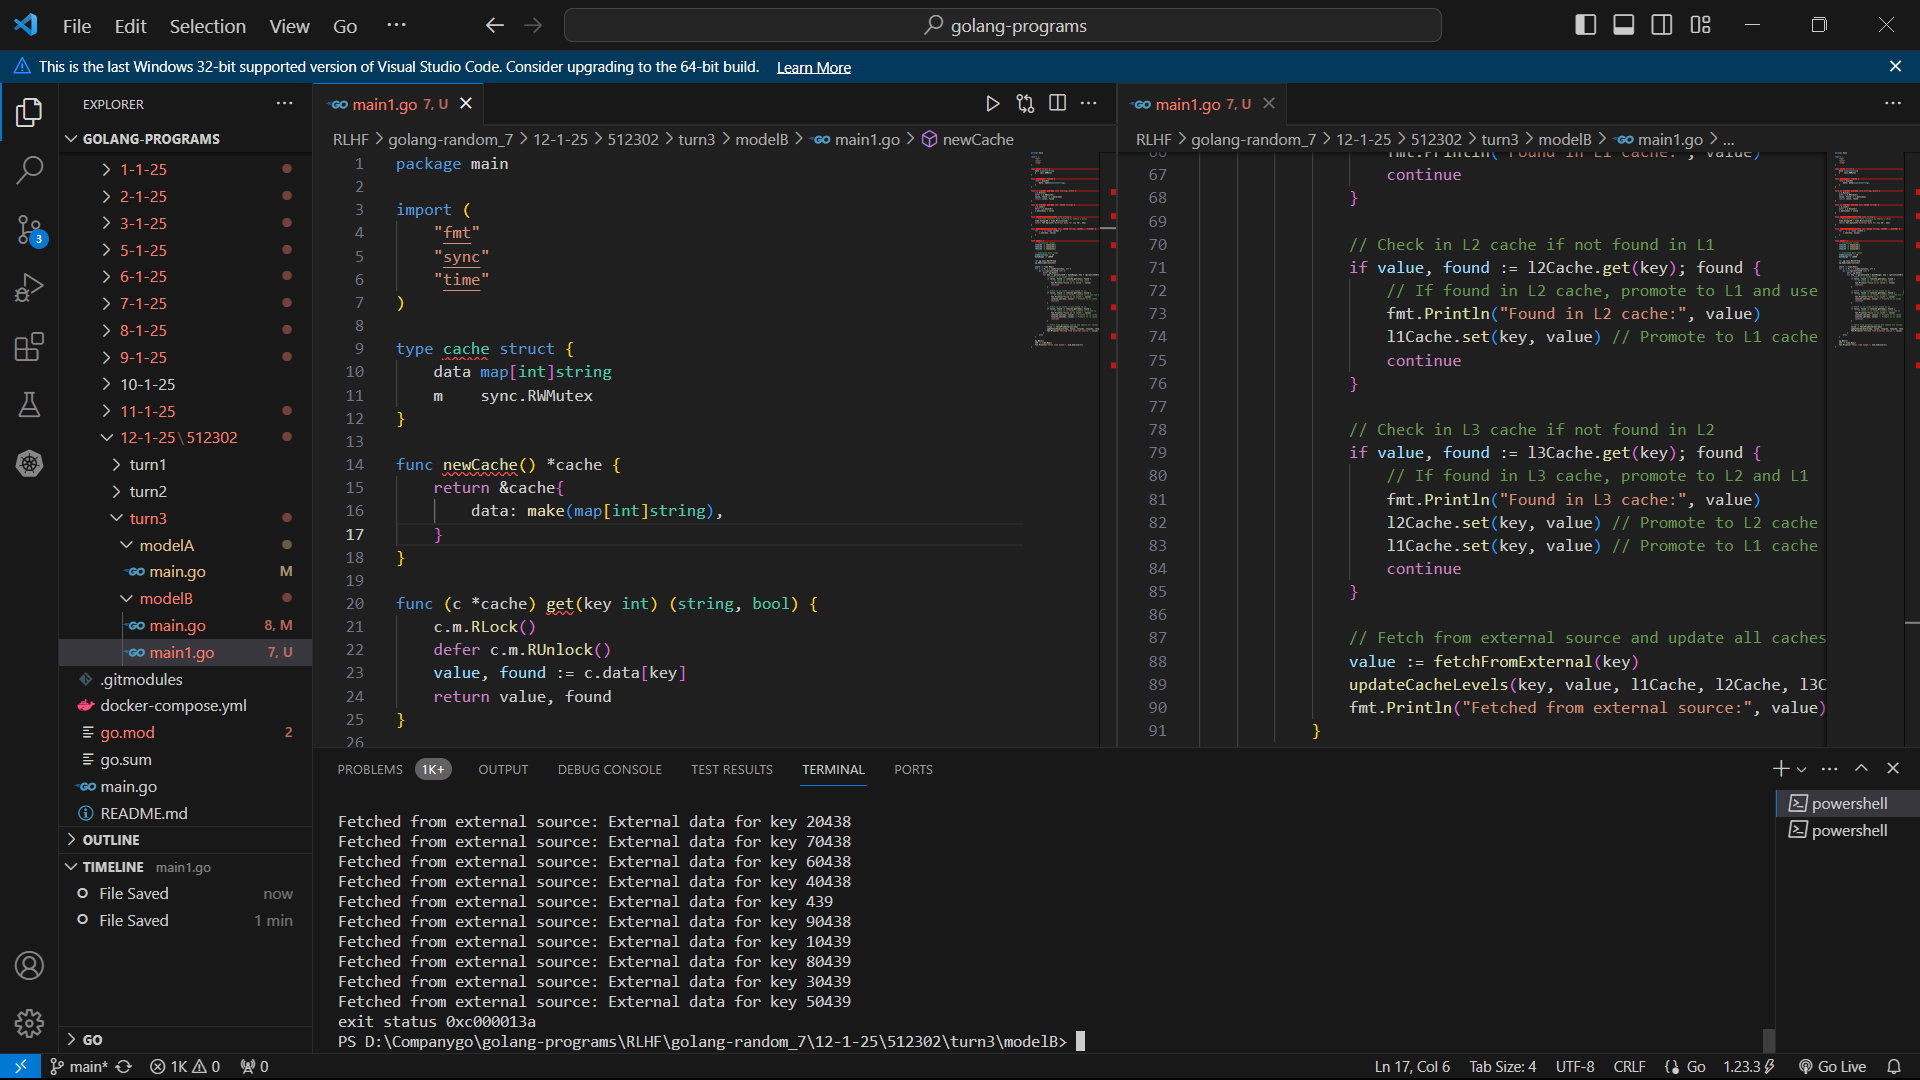 File Edit Selection View Go ···
golang-programs
This is the last Windows 32-bit supported version of Visual Studio Code. Consider upgrading to the 64-bit build. Learn More
EXPLORER
GOLANG-PROGRAMS
1-1-25
2-1-25
3-1-25
5-1-25
6-1-25
7-1-25
8-1-25
9-1-25
10-1-25
11-1-25
12-1-25\512302
turn1
turn2
turn3
modelA
GO main.go M
modelB
GO main.go 8, M
GO main1.go 7, U
.gitmodules
docker-compose.yml
go.mod 2
go.sum
GO main.go
README.md
OUTLINE
TIMELINE main1.go
File Saved now
File Saved 1 min
GO
3
GO main1.go 7, U
RLHF > golang-random_7 > 12-1-25 > 512302 > turn3 > modelB > GO main1.go > newCache
1 package main
2
3 import (
4 "fmt"
5 "sync"
6 "time"
7 )
8
9 type cache struct {
10 data map[int]string
11 m    sync.RWMutex
12 }
13
14 func newCache() *cache {
15 return &cache{
16 data: make(map[int]string),
17 }
18 }
19
20 func (c *cache) get(key int) (string, bool) {
21 c.m.RLock()
22 defer c.m.RUnlock()
23 value, found := c.data[key]
24 return value, found
25 }
26
GO main1.go 7, U
RLHF > golang-random_7 > 12-1-25 > 512302 > turn3 > modelB > GO main1.go > ...
66 fmt.Println("Found in L1 cache:", value)
67 continue
68 }
69
70 // Check in L2 cache if not found in L1
71 if value, found := l2Cache.get(key); found {
72 // If found in L2 cache, promote to L1 and use
73 fmt.Println("Found in L2 cache:", value)
74 l1Cache.set(key, value) // Promote to L1 cache
75 continue
76 }
77
78 // Check in L3 cache if not found in L2
79 if value, found := l3Cache.get(key); found {
80 // If found in L3 cache, promote to L2 and L1
81 fmt.Println("Found in L3 cache:", value)
82 l2Cache.set(key, value) // Promote to L2 cache
83 l1Cache.set(key, value) // Promote to L1 cache
84 continue
85 }
86
87 // Fetch from external source and update all caches
88 value := fetchFromExternal(key)
89 updateCacheLevels(key, value, l1Cache, l2Cache, l3C
90 fmt.Println("Fetched from external source:", value)
91 }
PROBLEMS 1K+ OUTPUT DEBUG CONSOLE TEST RESULTS TERMINAL PORTS
Fetched from external source: External data for key 20438
Fetched from external source: External data for key 70438
Fetched from external source: External data for key 60438
Fetched from external source: External data for key 40438
Fetched from external source: External data for key 439
Fetched from external source: External data for key 90438
Fetched from external source: External data for key 10439
Fetched from external source: External data for key 80439
Fetched from external source: External data for key 30439
Fetched from external source: External data for key 50439
exit status 0xc000013a
PS D:\Companygo\golang-programs\RLHF\golang-random_7\12-1-25\512302\turn3\modelB>
powershell
powershell
main* 1K 0 0 Ln 17, Col 6 Tab Size: 4 UTF-8 CRLF Go 1.23.3 Go Live